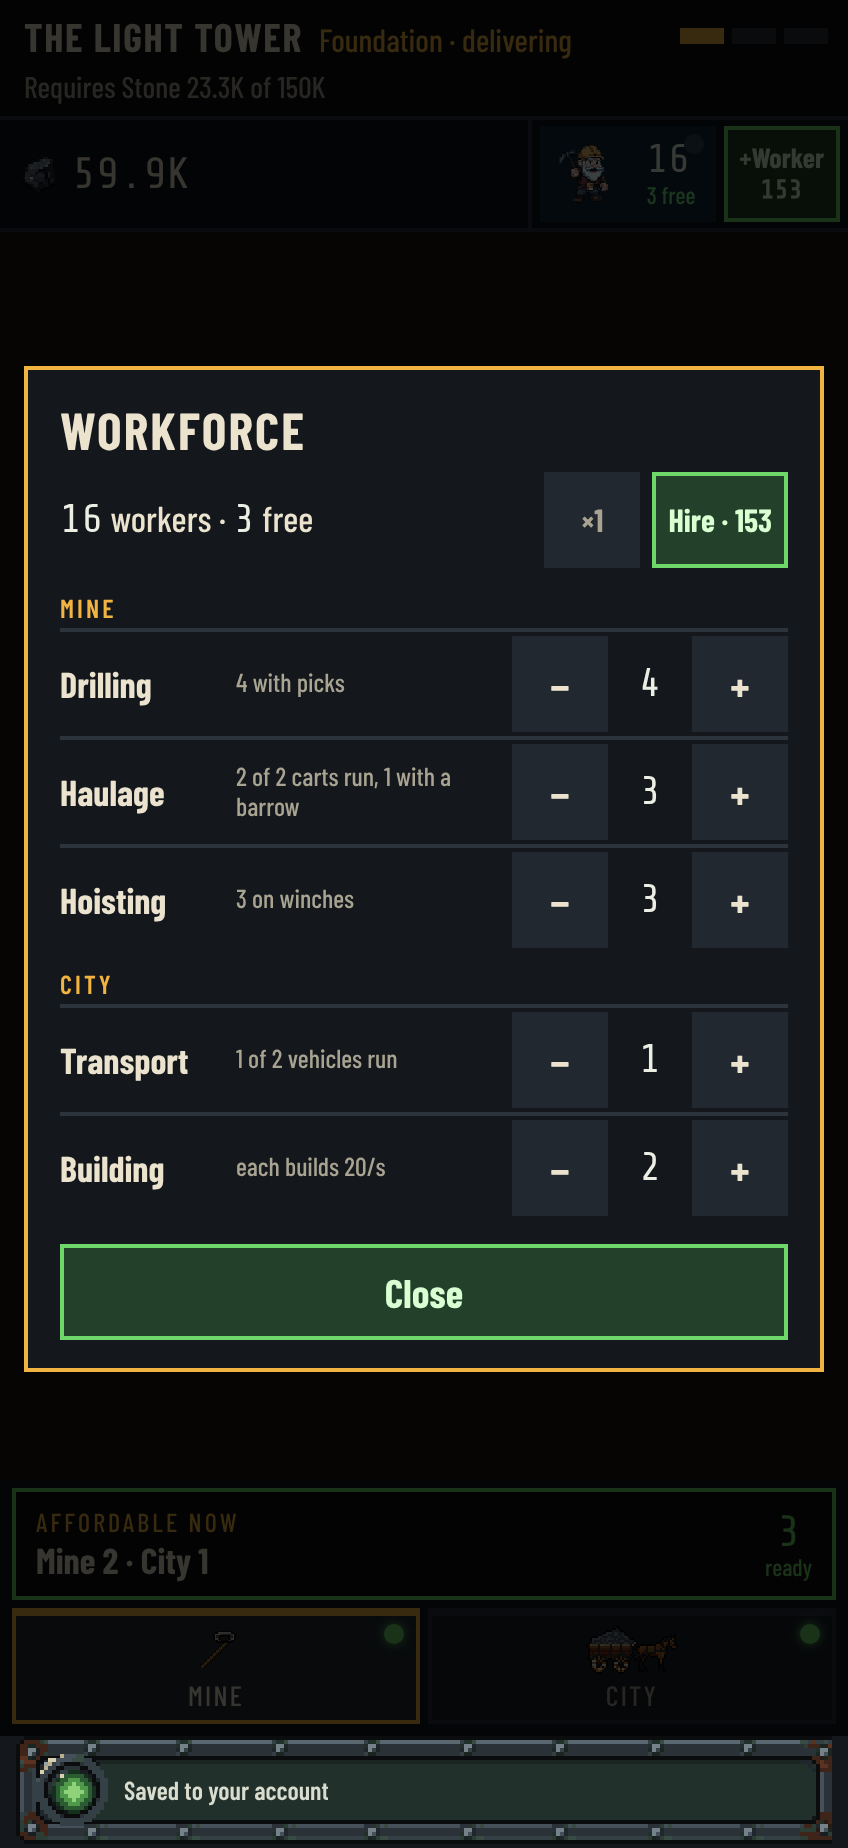 THE LIGHT TOWER Foundation · delivering
Requires Stone 23.3K of 150K
59.9K
16
3 free
+Worker
153
WORKFORCE
16 workers · 3 free
×1
Hire · 153
MINE
Drilling
4 with picks
−
4
+
Haulage
2 of 2 carts run, 1 with a
barrow
−
3
+
Hoisting
3 on winches
−
3
+
CITY
Transport
1 of 2 vehicles run
−
1
+
Building
each builds 20/s
−
2
+
Close
AFFORDABLE NOW
Mine 2 · City 1
3
ready
MINE
CITY
Saved to your account